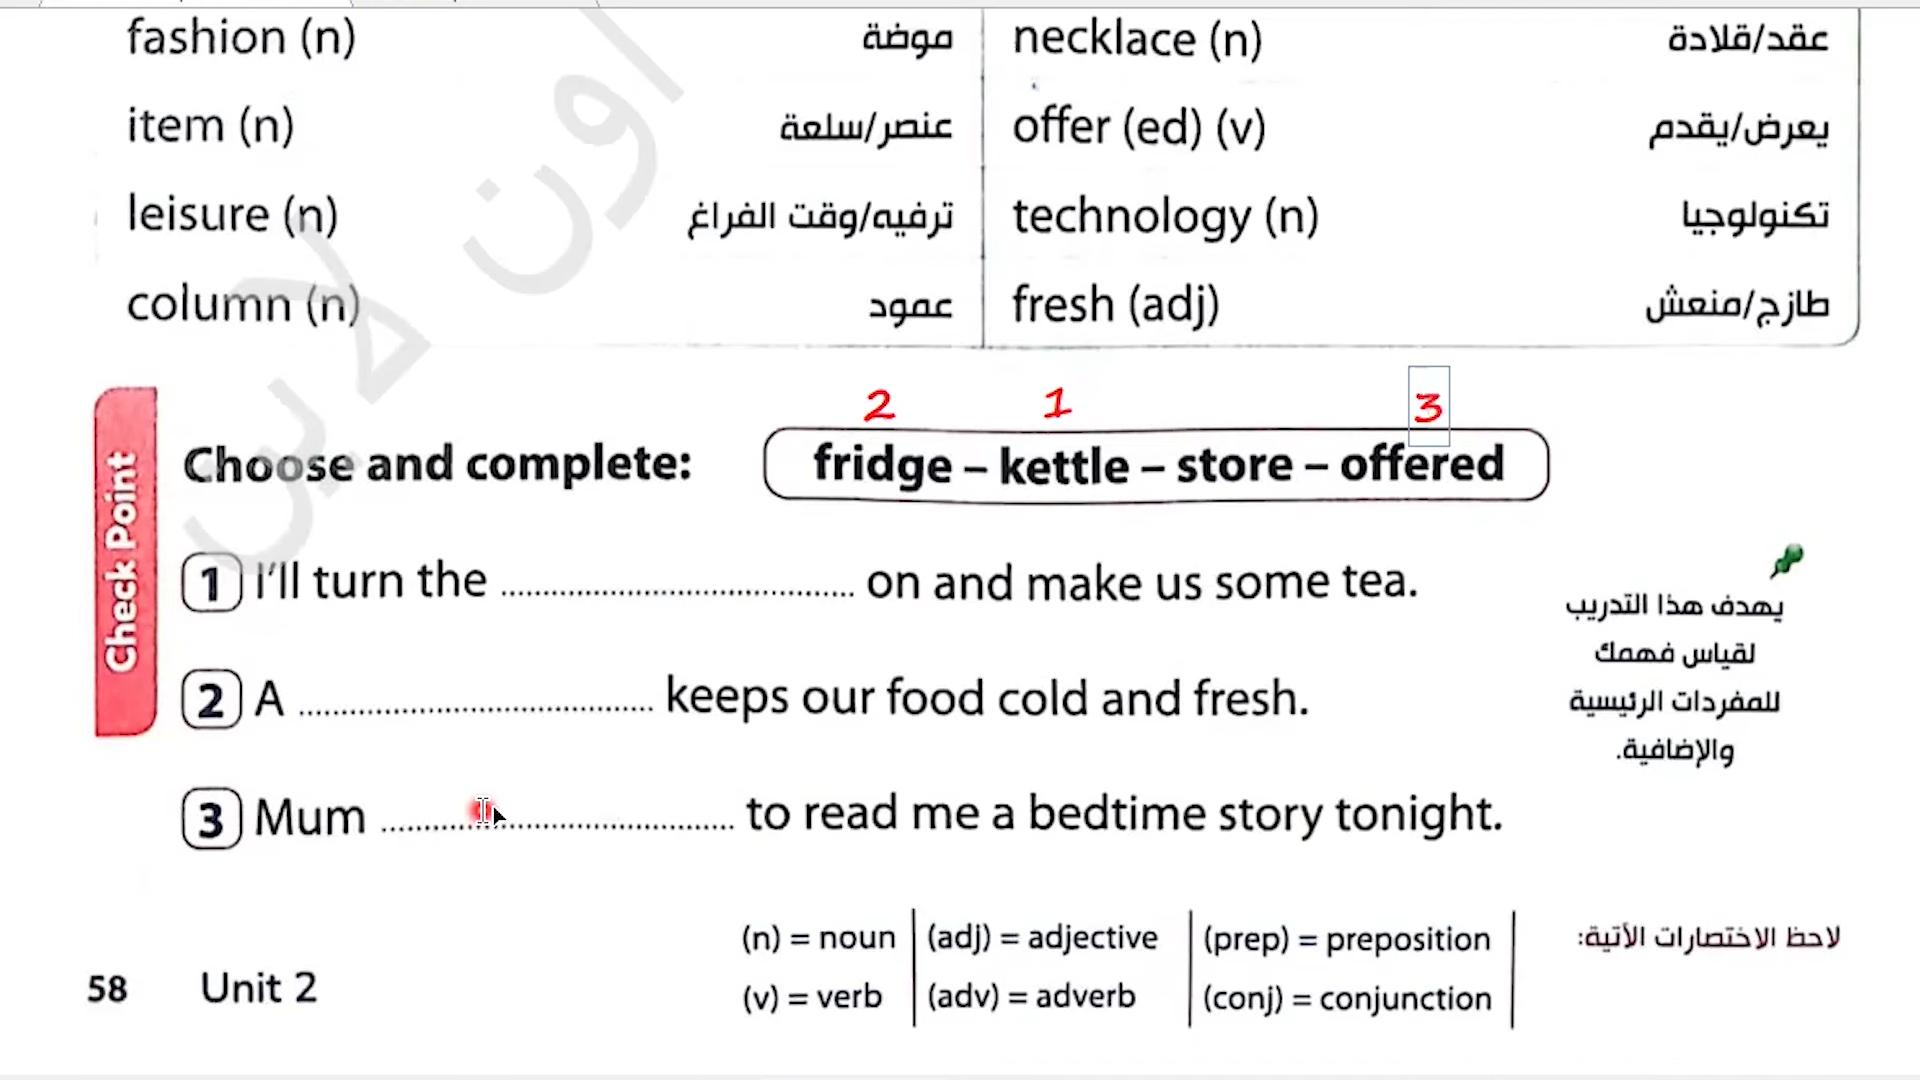 fashion (n) موضة necklace (n) عقد/قلادة
item (n) عنصر/سلعة offer (ed) (v) يعرض/يقدم
leisure (n) ترفيه/وقت الفراغ technology (n) تكنولوجيا
column (n) عمود fresh (adj) طازج/منعش
2 1 3
Choose and complete: fridge – kettle – store – offered
Check Point
1 I'll turn the .......................................... on and make us some tea.
2 A .......................................... keeps our food cold and fresh.
3 Mum .......................................... to read me a bedtime story tonight.
يهدف هذا التدريب
لقياس فهمك
للمفردات الرئيسية
والإضافية.
(n) = noun (adj) = adjective (prep) = preposition لاحظ الاختصارات الآتية:
(v) = verb (adv) = adverb (conj) = conjunction
58 Unit 2
اون لاين